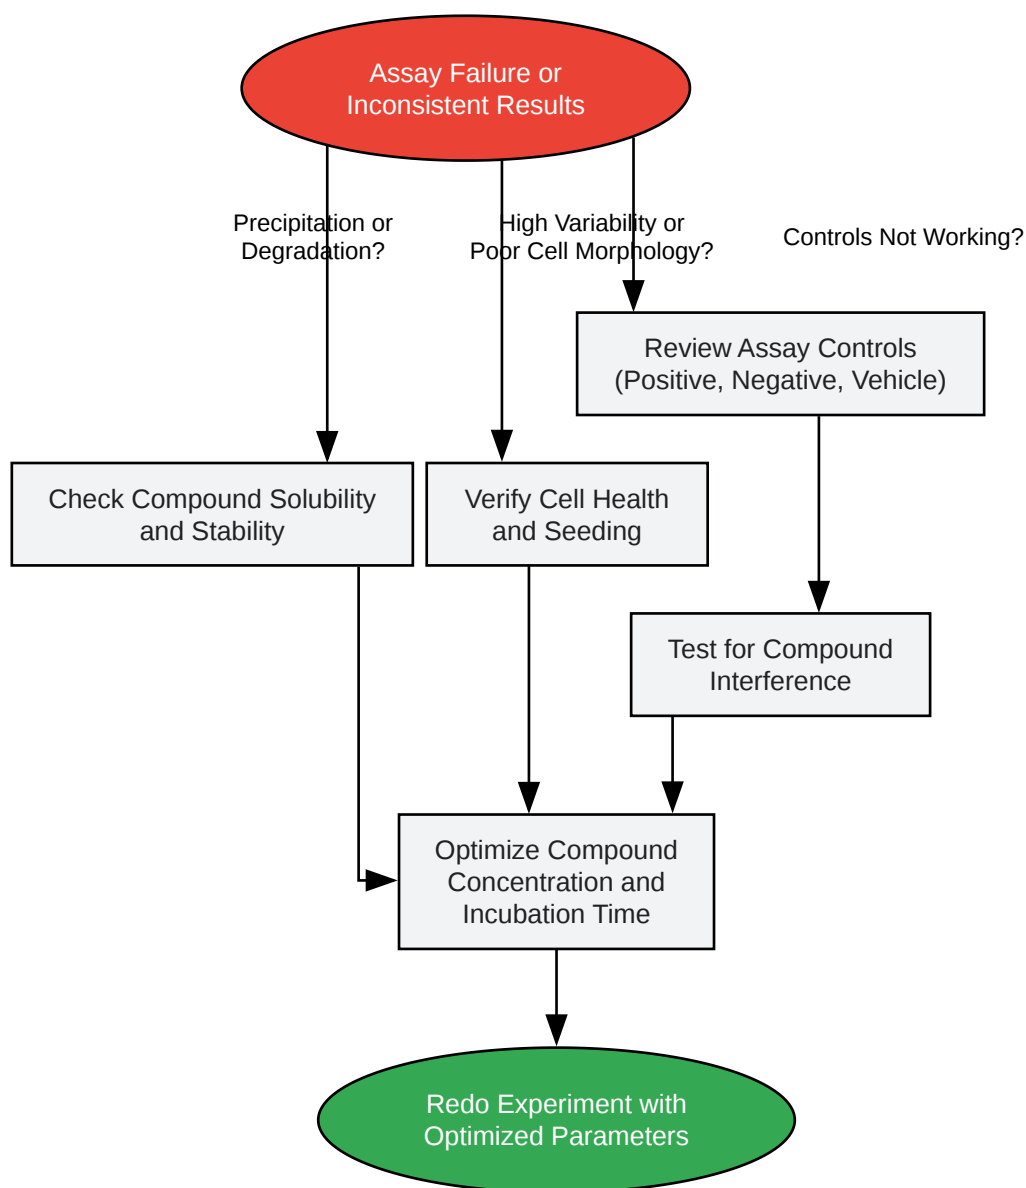 Assay Failure or
Inconsistent Results
Precipitation or
Degradation?
High Variability or
Poor Cell Morphology?
Controls Not Working?
Review Assay Controls
(Positive, Negative, Vehicle)
Check Compound Solubility
and Stability
Verify Cell Health
and Seeding
Test for Compound
Interference
Optimize Compound
Concentration and
Incubation Time
Redo Experiment with
Optimized Parameters